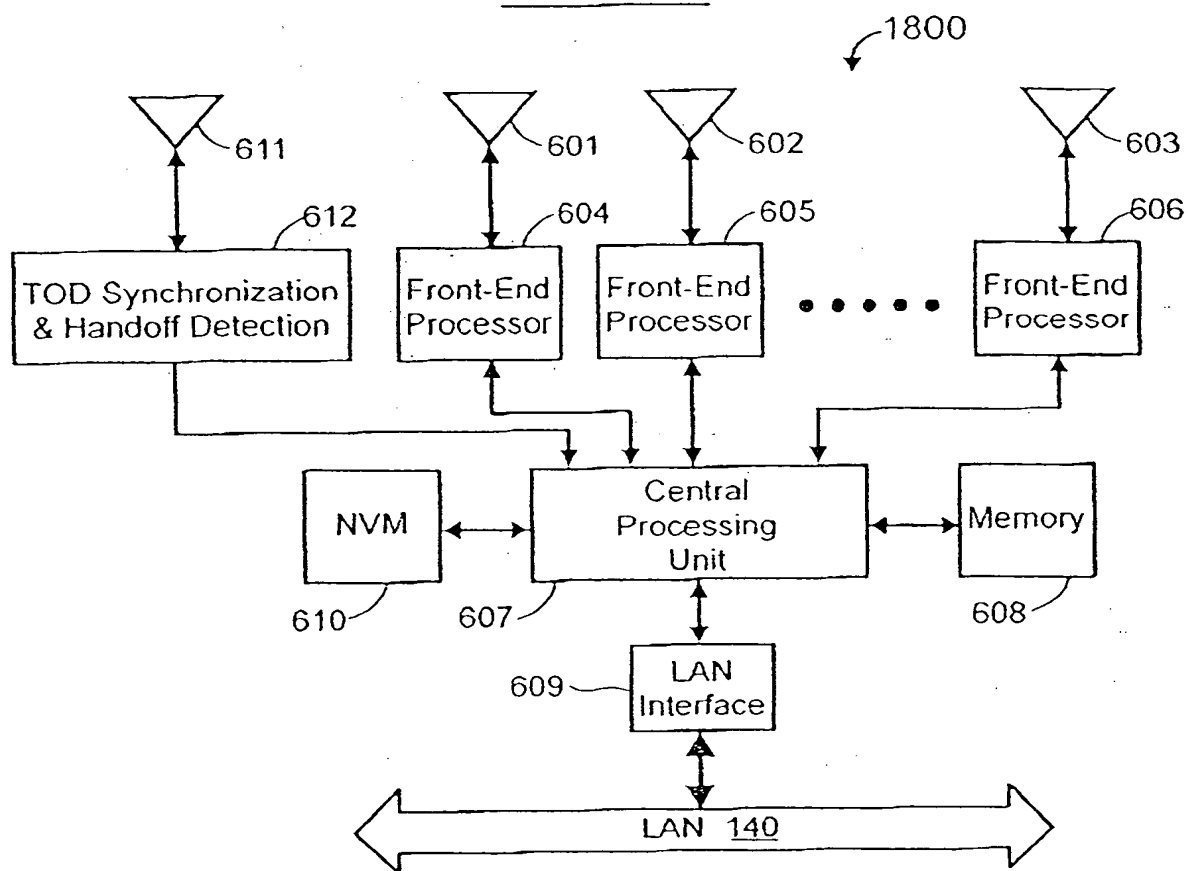 1800
611
601
602
603
612
604
605
606
TOD Synchronization
& Handoff Detection
Front-End
Processor
Front-End
Processor
Front-End
Processor
NVM
Central
Processing
Unit
Memory
610
607
608
609
LAN
Interface
LAN 140